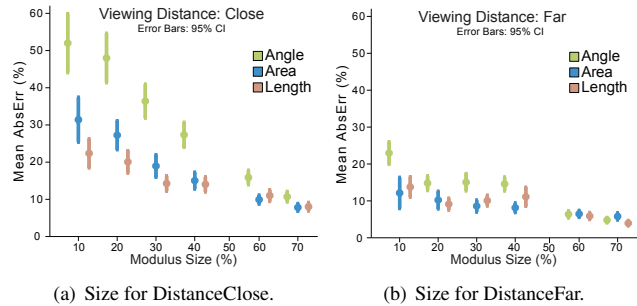 Viewing Distance: Close
Error Bars: 95% CI
Angle
Area
Length
Mean AbsErr (%)
60
50
40
30
20
10
0
10 20 30 40 50 60 70
Modulus Size (%)
(a) Size for DistanceClose.
Viewing Distance: Far
Error Bars: 95% CI
Angle
Area
Length
Mean AbsErr (%)
60
50
40
30
20
10
0
10 20 30 40 50 60 70
Modulus Size (%)
(b) Size for DistanceFar.